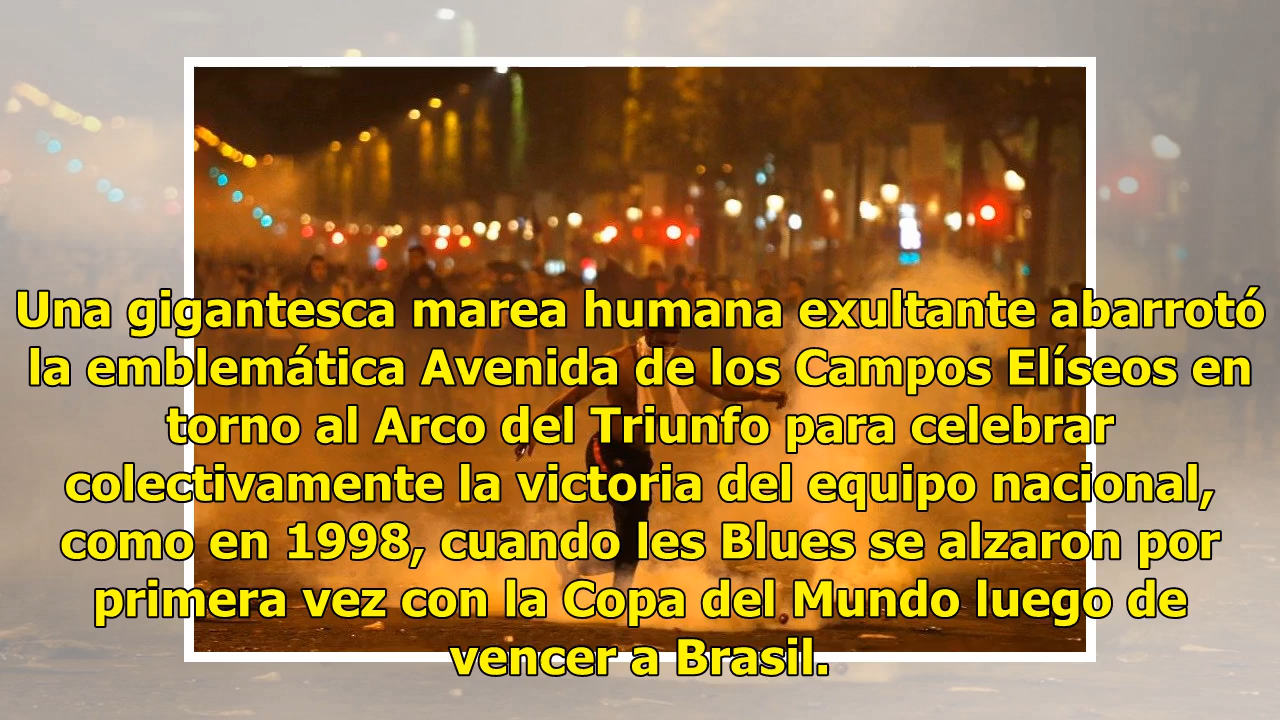 Una gigantesca marea humana exultante abarrotó
la emblemática Avenida de los Campos Elíseos en
torno al Arco del Triunfo para celebrar
colectivamente la victoria del equipo nacional,
como en 1998, cuando les Blues se alzaron por
primera vez con la Copa del Mundo luego de
vencer a Brasil.